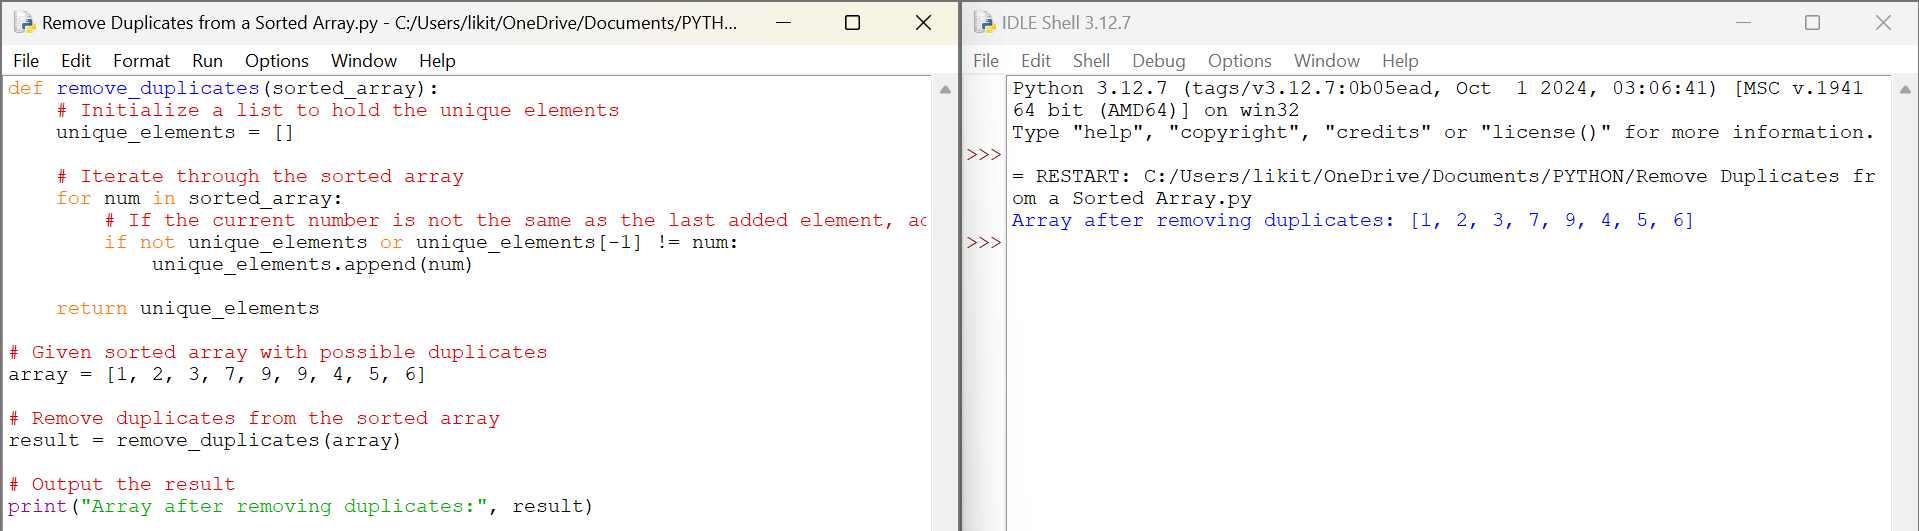 Remove Duplicates from a Sorted Array.py - C:/Users/likit/OneDrive/Documents/PYTH...
File Edit Format Run Options Window Help
def remove_duplicates(sorted_array):
    # Initialize a list to hold the unique elements
    unique_elements = []
    # Iterate through the sorted array
    for num in sorted_array:
        # If the current number is not the same as the last added element,
        if not unique_elements or unique_elements[-1] != num:
            unique_elements.append(num)
    return unique_elements
# Given sorted array with possible duplicates
array = [1, 2, 3, 7, 9, 9, 4, 5, 6]
# Remove duplicates from the sorted array
result = remove_duplicates(array)
# Output the result
print("Array after removing duplicates:", result)
IDLE Shell 3.12.7
File Edit Shell Debug Options Window Help
Python 3.12.7 (tags/v3.12.7:0b05ead, Oct  1 2024, 03:06:41) [MSC v.1941
64 bit (AMD64)] on win32
Type "help", "copyright", "credits" or "license()" for more information.
>>>
= RESTART: C:/Users/likit/OneDrive/Documents/PYTHON/Remove Duplicates fr
om a Sorted Array.py
Array after removing duplicates: [1, 2, 3, 7, 9, 4, 5, 6]
>>>